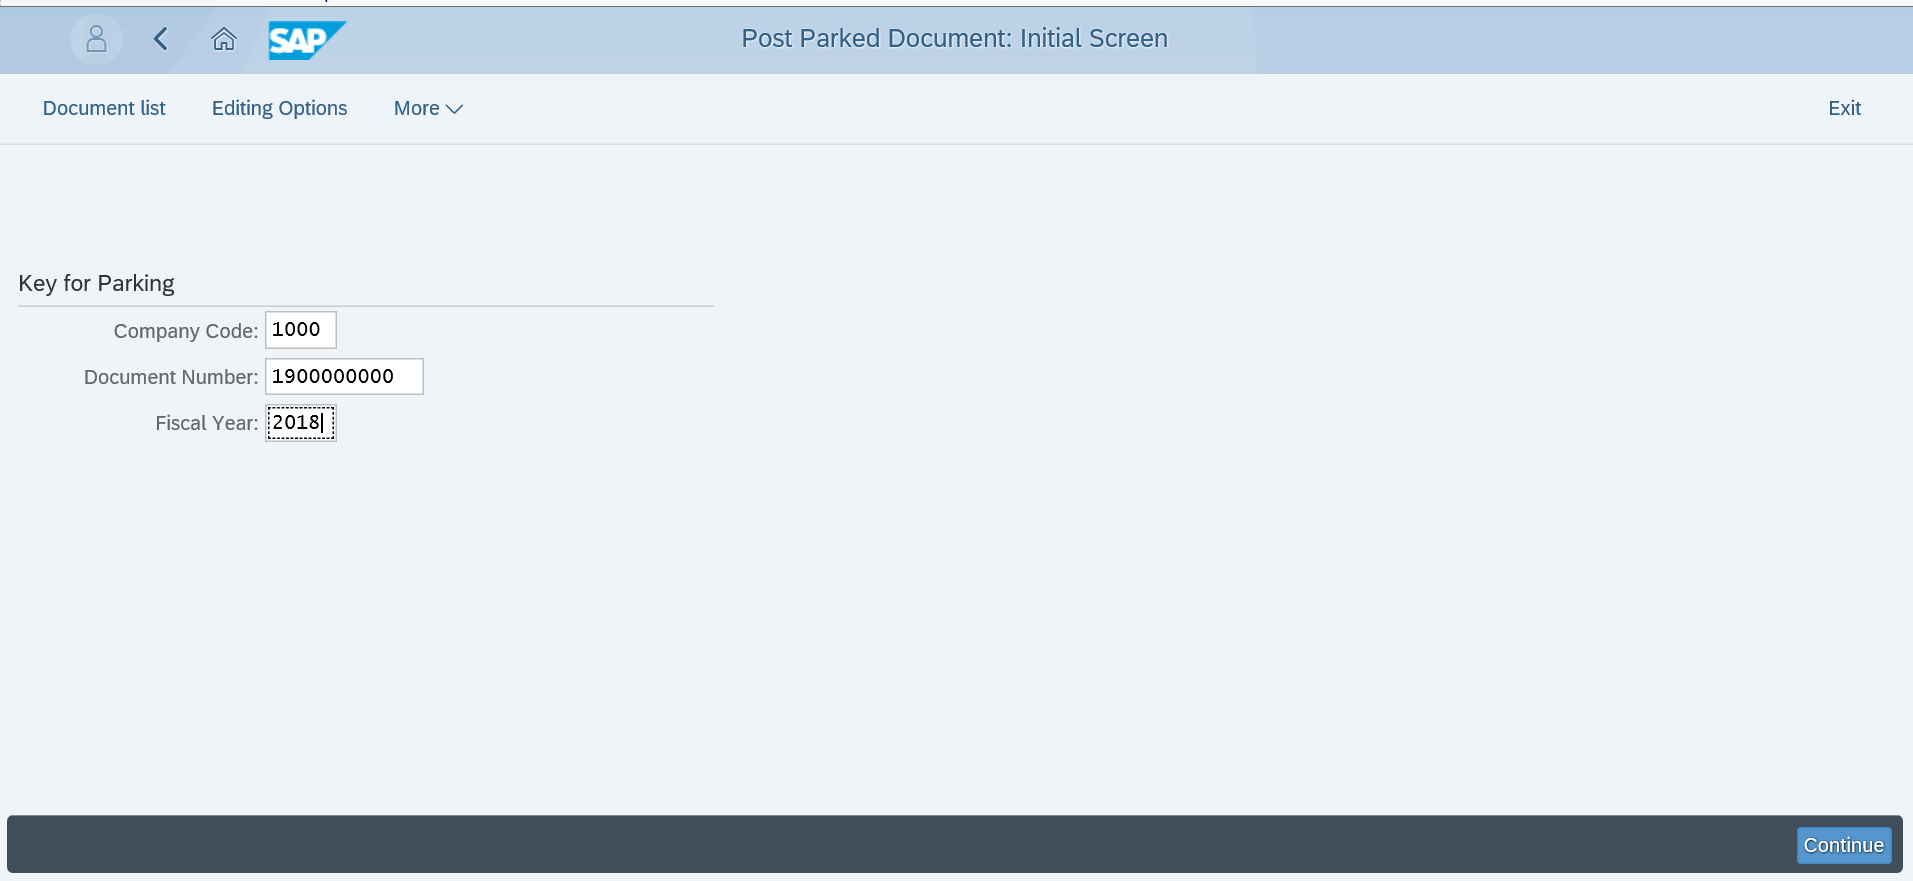 SAP
Post Parked Document: Initial Screen
Document list Editing Options More Exit
Key for Parking
Company Code: 1000
Document Number: 1900000000
Fiscal Year: 2018
Continue